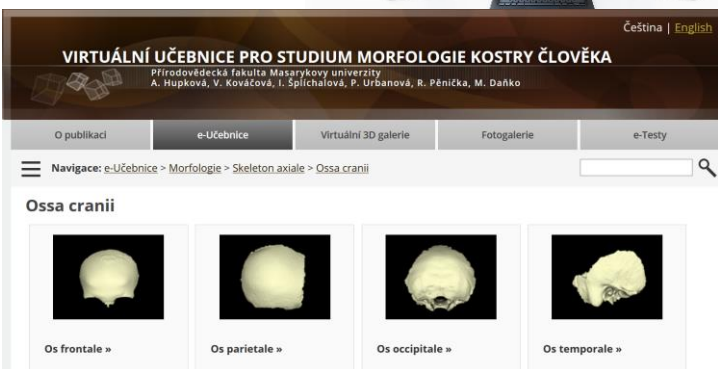 Čeština | English
VIRTUÁLNÍ UČEBNICE PRO STUDIUM MORFOLOGIE KOSTRY ČLOVĚKA
Přírodovědecká fakulta Masarykovy univerzity
A. Hupková, V. Kováčová, I. Šplíchalová, P. Urbanová, R. Pěnička, M. Daňko
O publikaci e-Učebnice Virtuální 3D galerie Fotogalerie e-Testy
Navigace: e-Učebnice > Morfologie > Skeleton axiale > Ossa cranii
Ossa cranii
Os frontale » Os parietale » Os occipitale » Os temporale »